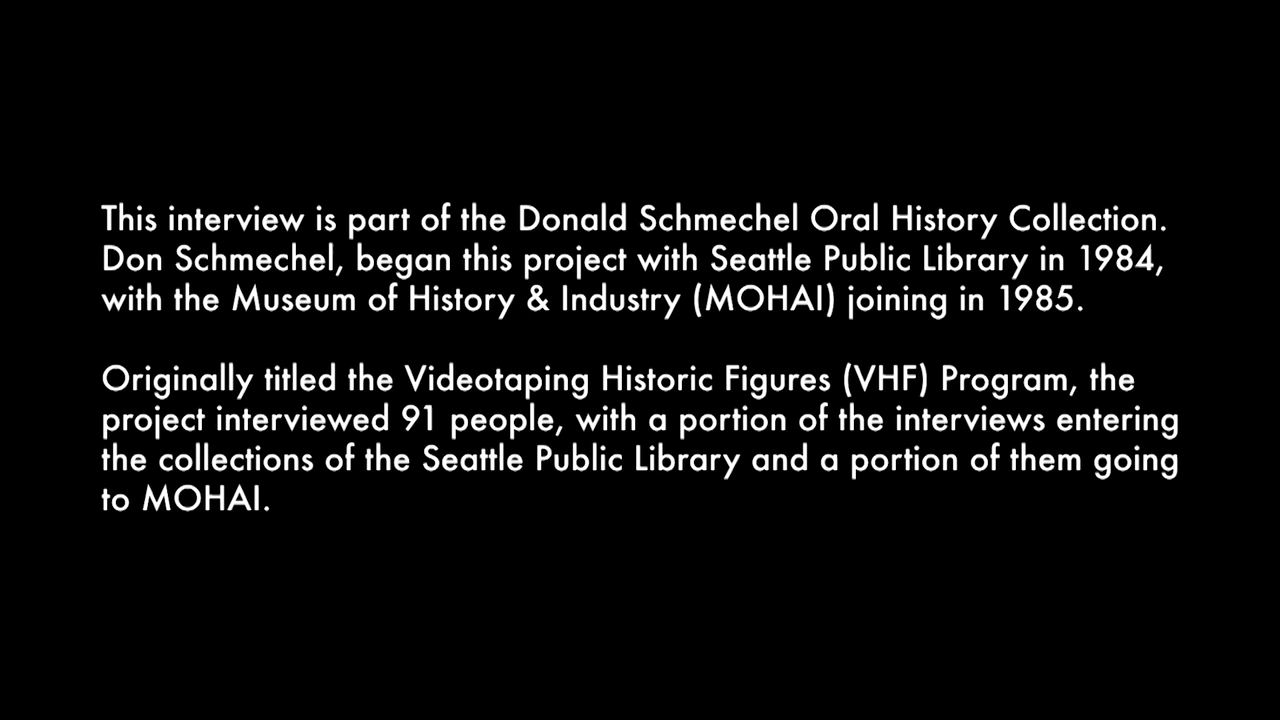 This interview is part of the Donald Schmechel Oral History Collection.
Don Schmechel, began this project with Seattle Public Library in 1984,
with the Museum of History & Industry (MOHAI) joining in 1985.
Originally titled the Videotaping Historic Figures (VHF) Program, the
project interviewed 91 people, with a portion of the interviews entering
the collections of the Seattle Public Library and a portion of them going
to MOHAI.